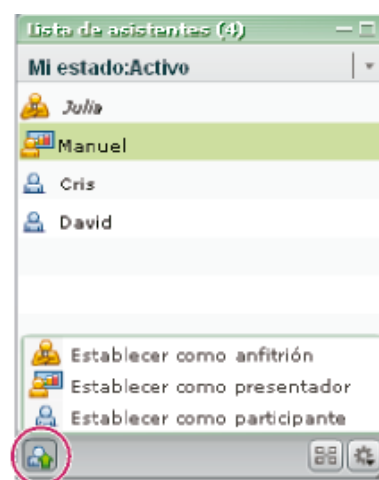 Lista de asistentes (4)
Mi estado:Activo
Julia
Manuel
Cris
David
Establecer como anfitrión
Establecer como presentador
Establecer como participante